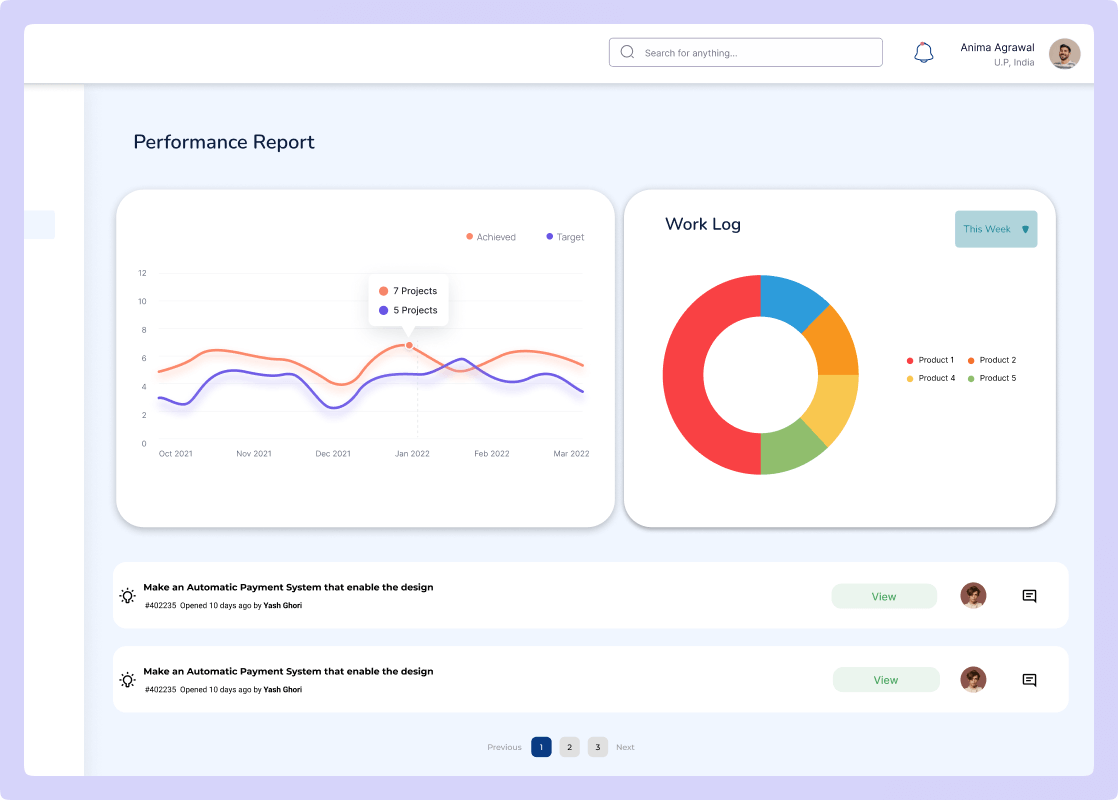 Search for anything...
Anima Agrawal
U.P, India
Performance Report
Achieved
Target
12
10
8
6
4
2
0
7 Projects
5 Projects
Oct 2021
Nov 2021
Dec 2021
Jan 2022
Feb 2022
Mar 2022
Work Log
This Week
Product 1
Product 2
Product 4
Product 5
Make an Automatic Payment System that enable the design
#402235 Opened 10 days ago by Yash Ghori
View
Make an Automatic Payment System that enable the design
#402235 Opened 10 days ago by Yash Ghori
View
Previous 1 2 3 Next